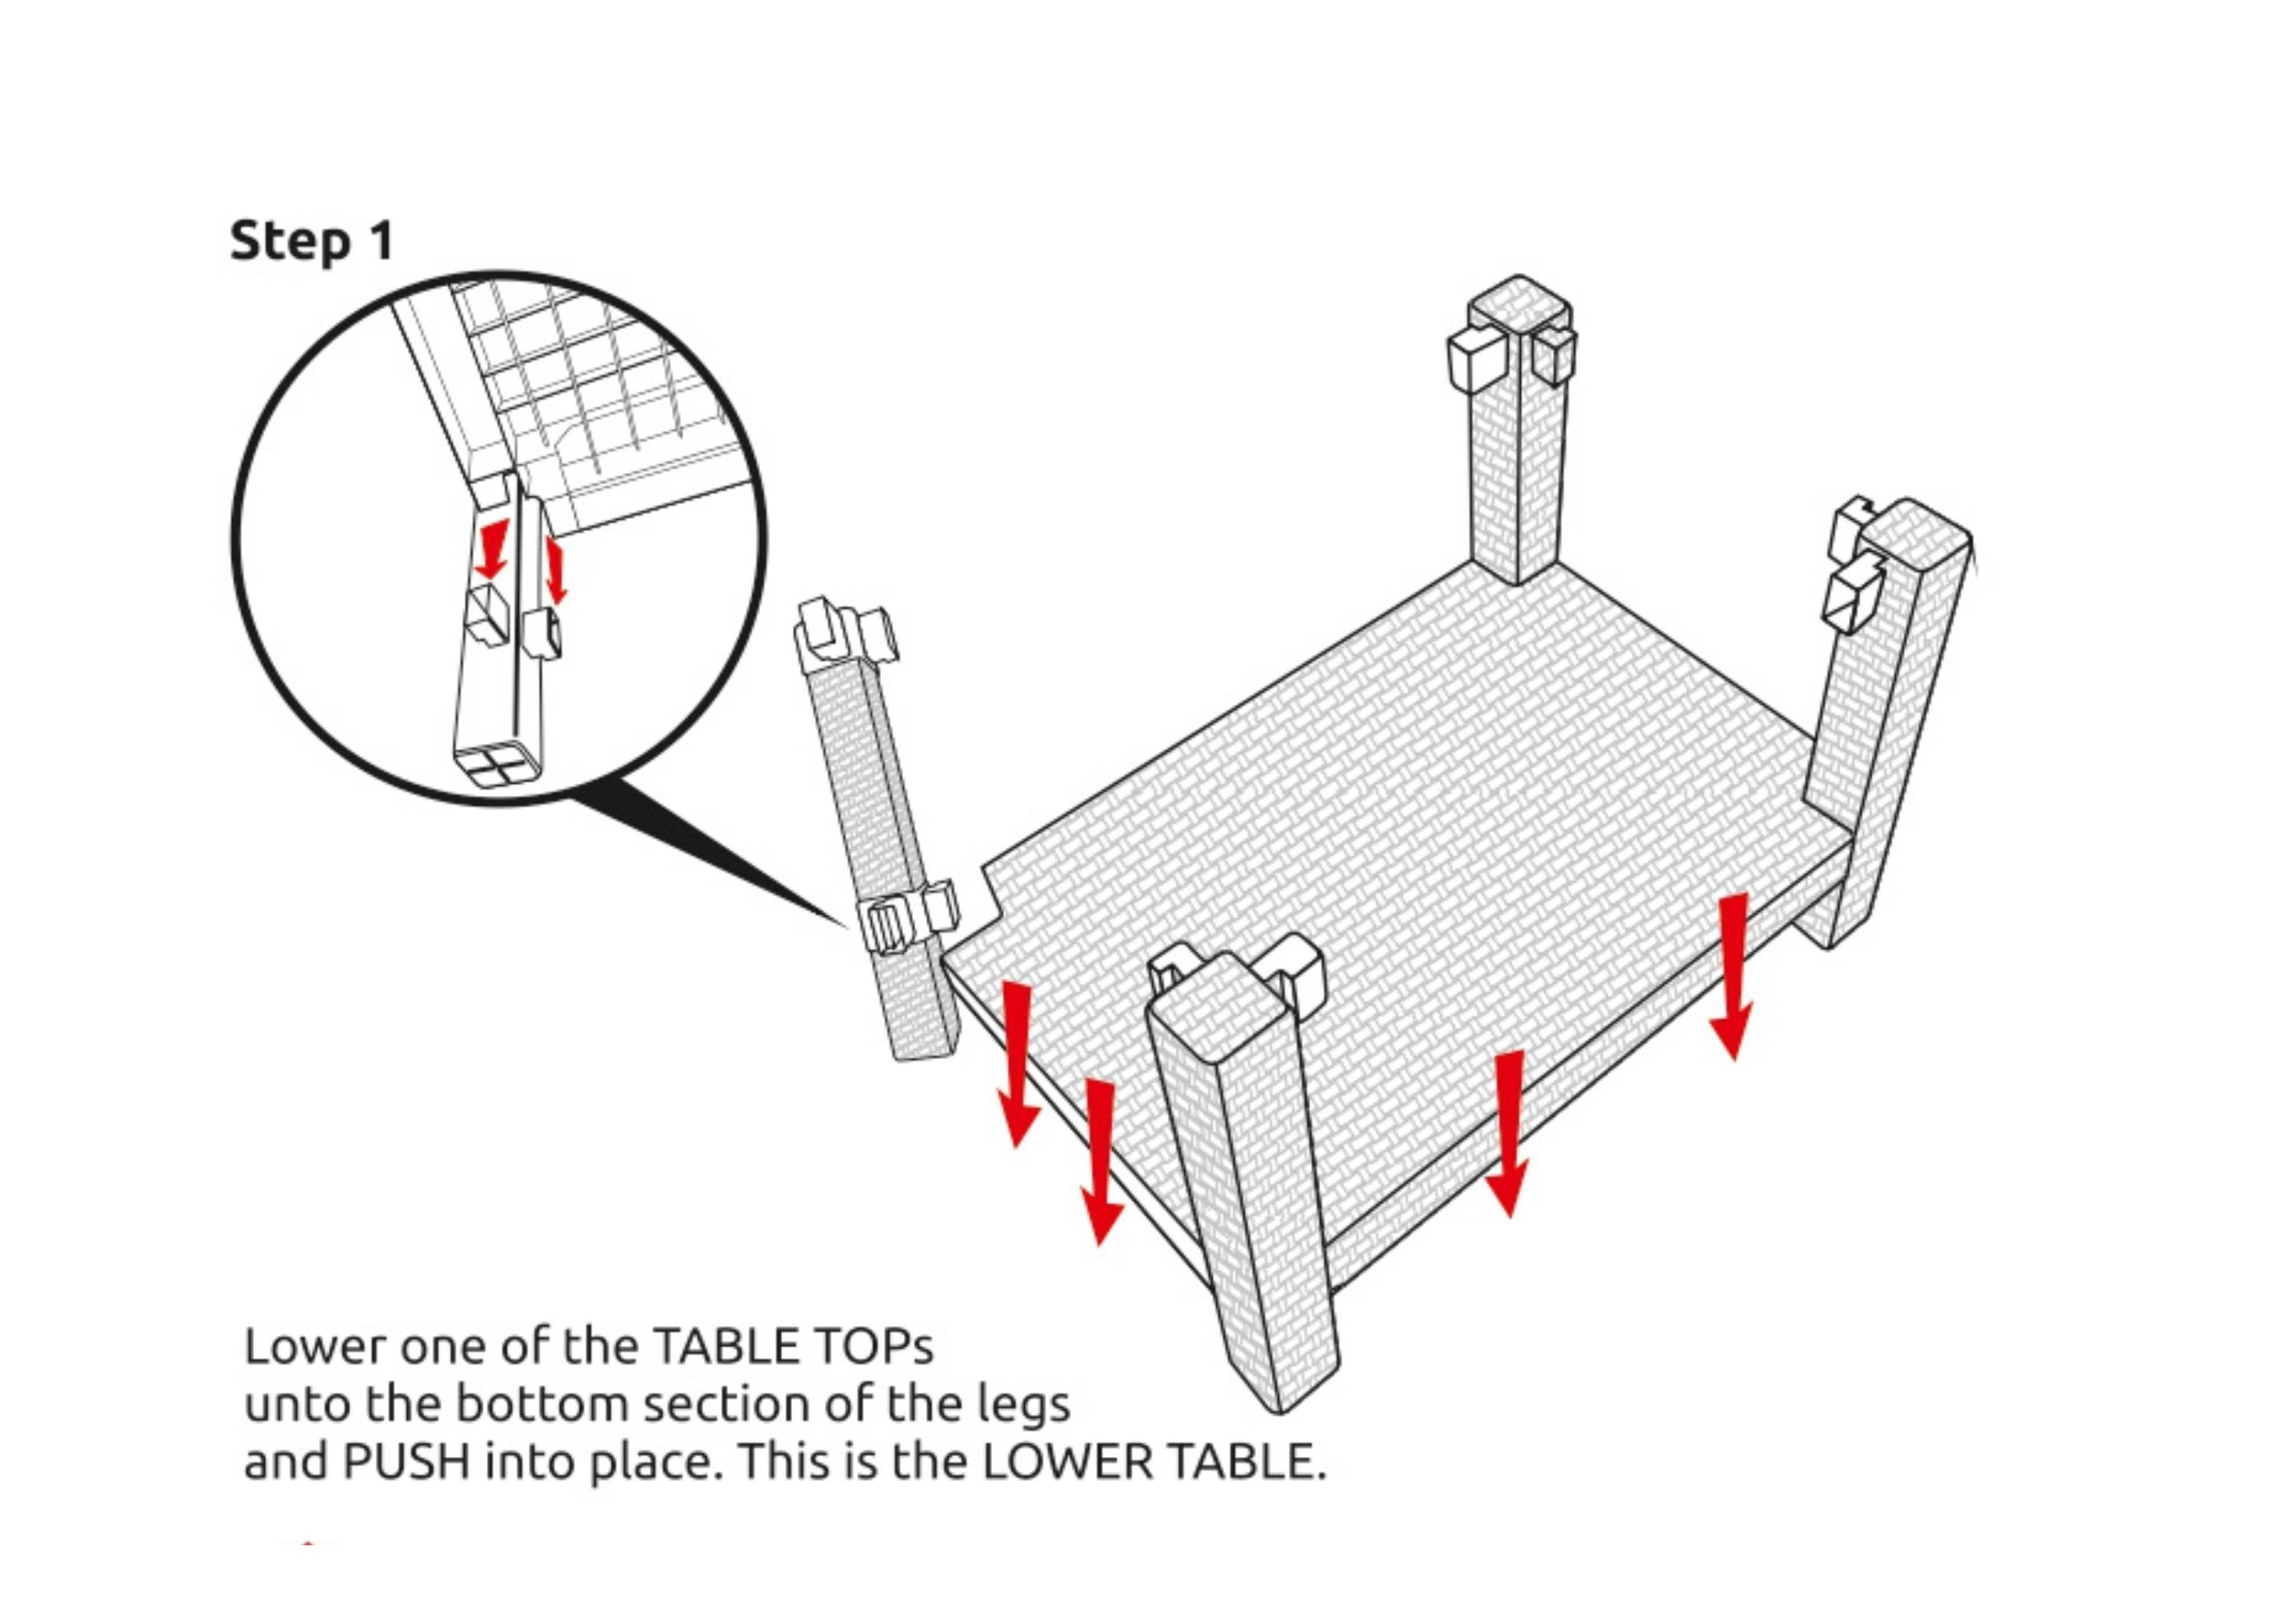 Step 1
Lower one of the TABLE TOPs
unto the bottom section of the legs
and PUSH into place. This is the LOWER TABLE.